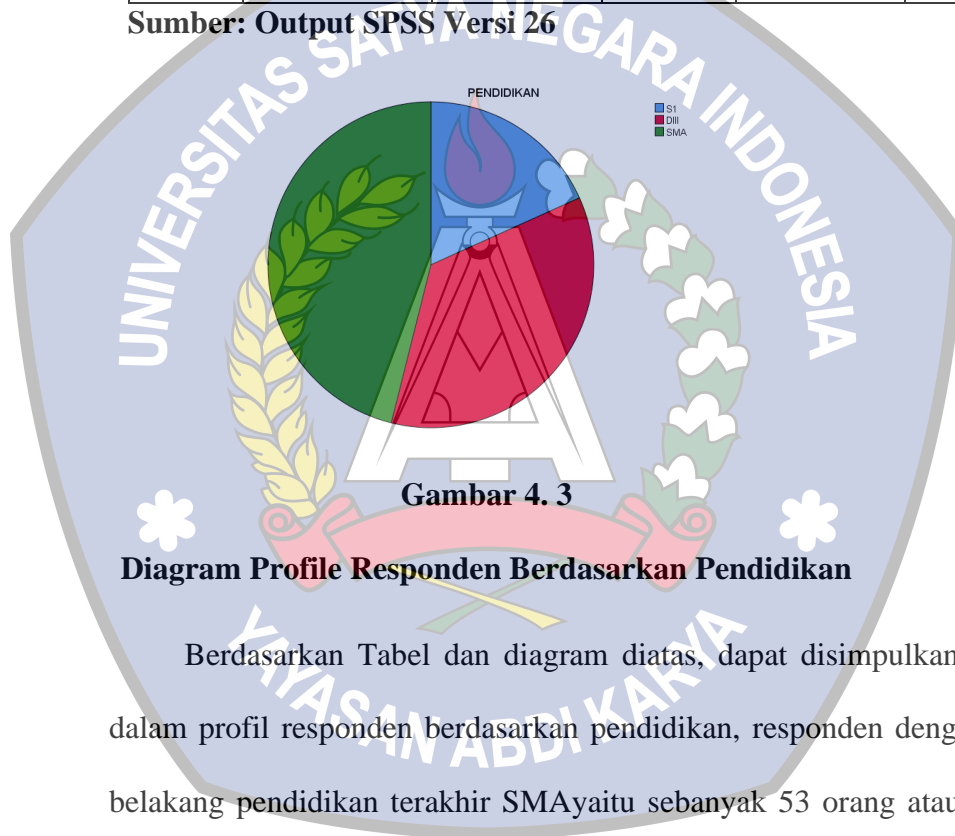 Sumber: Output SPSS Versi 26
UNIVERSITAS SATYA NEGARA INDONESIA
PENDIDIKAN
S1
DIII
SMA
Gambar 4. 3
Diagram Profile Responden Berdasarkan Pendidikan
YAYASAN ABDI KARYA
Berdasarkan Tabel dan diagram diatas, dapat disimpulkan
dalam profil responden berdasarkan pendidikan, responden deng
belakang pendidikan terakhir SMAyaitu sebanyak 53 orang atau